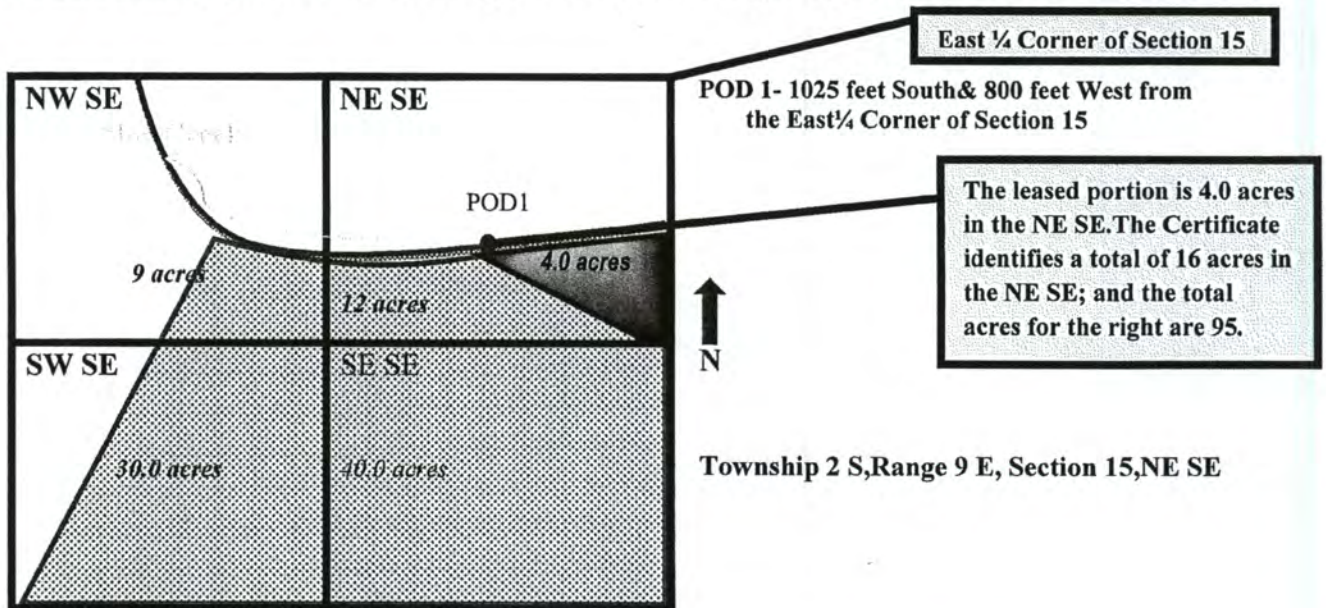 East ¼ Corner of Section 15
NW SE
NE SE
POD 1- 1025 feet South& 800 feet West from
the East¼ Corner of Section 15
POD1
The leased portion is 4.0 acres
in the NE SE.The Certificate
identifies a total of 16 acres in
the NE SE; and the total
acres for the right are 95.
9 acres
4.0 acres
12 acres
N
SW SE
SE SE
30.0 acres
40.0 acres
Township 2 S,Range 9 E, Section 15,NE SE